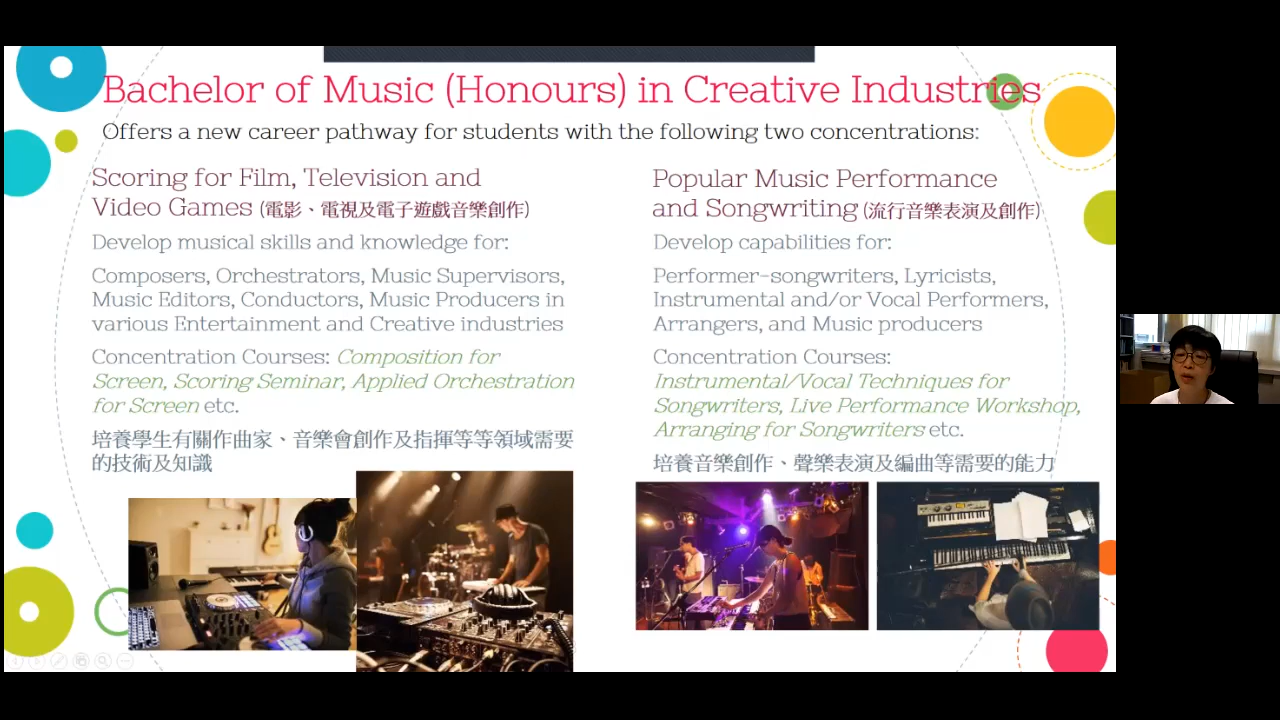 Bachelor of Music (Honours) in Creative Industries
Offers a new career pathway for students with the following two concentrations:
Scoring for Film, Television and
Video Games (電影、電視及電子遊戲音樂創作)
Develop musical skills and knowledge for:
Composers, Orchestrators, Music Supervisors,
Music Editors, Conductors, Music Producers in
various Entertainment and Creative industries
Concentration Courses: Composition for
Screen, Scoring Seminar, Applied Orchestration
for Screen etc.
培養學生有關作曲家、音樂會創作及指揮等等領域需要
的技術及知識
Popular Music Performance
and Songwriting (流行音樂表演及創作)
Develop capabilities for:
Performer-songwriters, Lyricists,
Instrumental and/or Vocal Performers,
Arrangers, and Music producers
Concentration Courses:
Instrumental/Vocal Techniques for
Songwriters, Live Performance Workshop,
Arranging for Songwriters etc.
培養音樂創作、聲樂表演及編曲等需要的能力